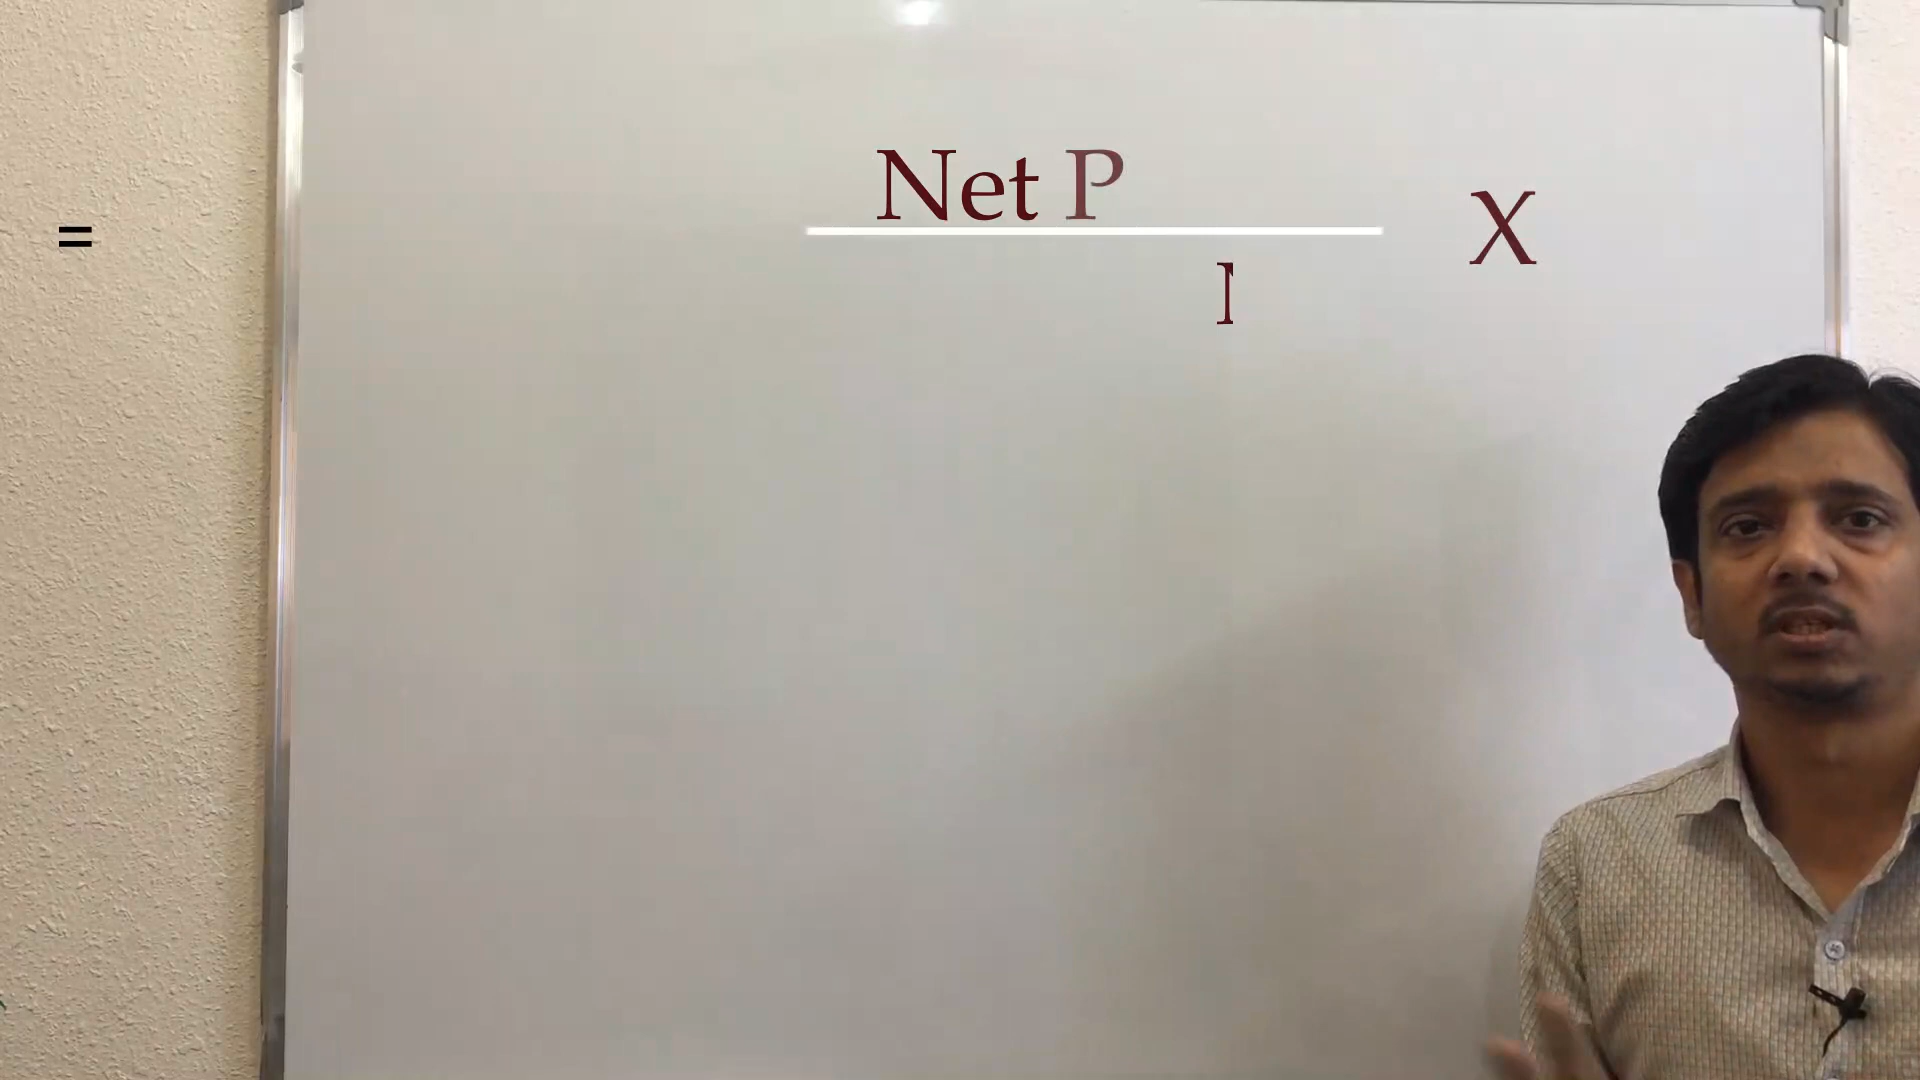 Net P
= X